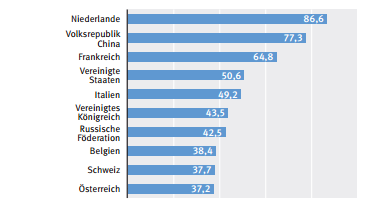 Niederlande 86,6
Volksrepublik
China 77,3
Frankreich 64,8
Vereinigte
Staaten 50,6
Italien 49,2
Vereinigtes
Königreich 43,5
Russische
Föderation 42,5
Belgien 38,4
Schweiz 37,7
Österreich 37,2